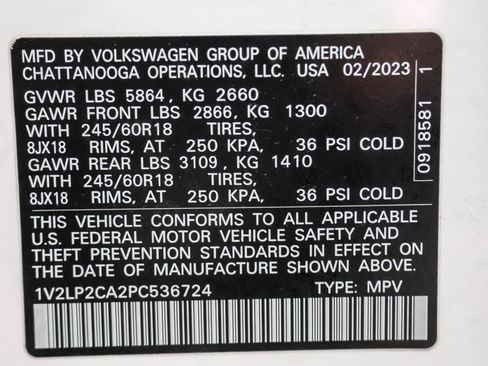 MFD BY VOLKSWAGEN GROUP OF AMERICA
CHATTANOOGA OPERATIONS, LLC. USA 02/2023
GVWR LBS 5864, KG 2660
GAWR FRONT LBS 2866, KG 1300
WITH 245/60R18 TIRES,
8JX18 RIMS, AT 250 KPA, 36 PSI COLD
GAWR REAR LBS 3109, KG 1410
WITH 245/60R18 TIRES,
8JX18 RIMS, AT 250 KPA, 36 PSI COLD
THIS VEHICLE CONFORMS TO ALL APPLICABLE
U.S. FEDERAL MOTOR VEHICLE SAFETY AND
THEFT PREVENTION STANDARDS IN EFFECT ON
THE DATE OF MANUFACTURE SHOWN ABOVE.
1V2LP2CA2PC536724 TYPE: MPV
0918581 1